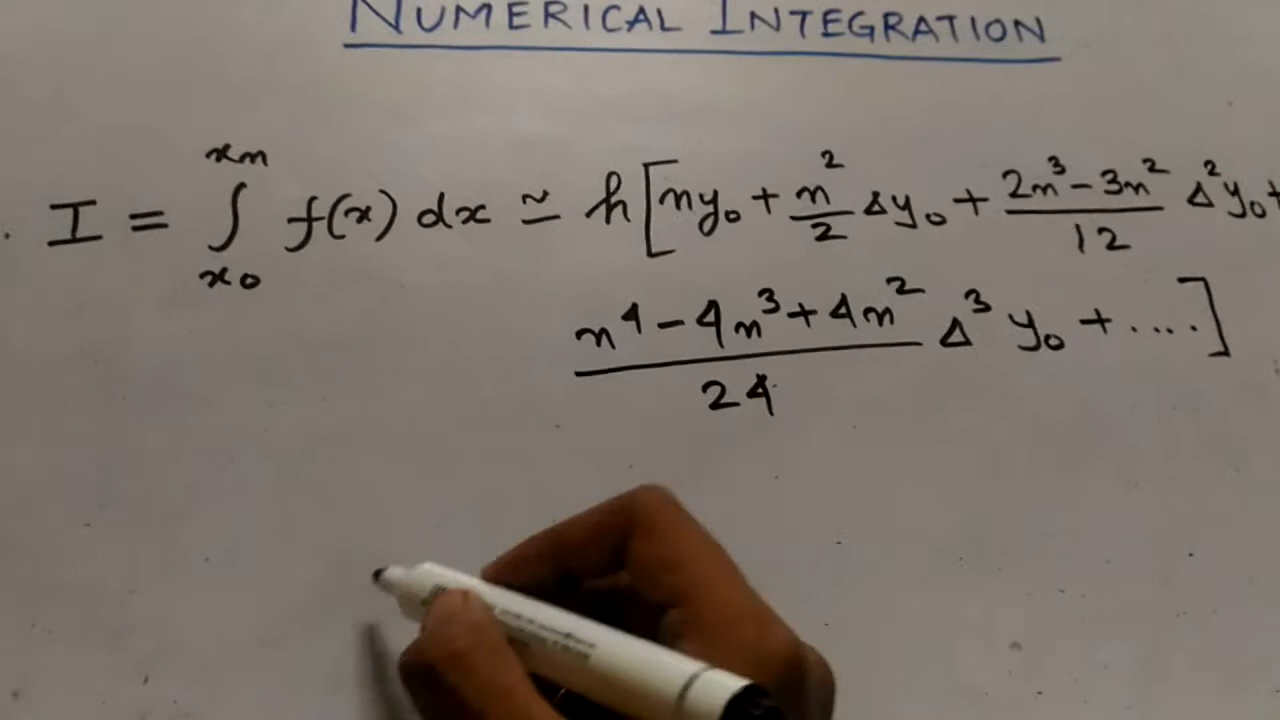 NUMERICAL INTEGRATION
. I = ∫_{x0}^{xn} f(x) dx ≃ h[ny₀ + n²/2 Δy₀ + (2n³ - 3n²)/12 Δ²y₀ +
(n⁴ - 4n³ + 4n²)/24 Δ³y₀ + ....]